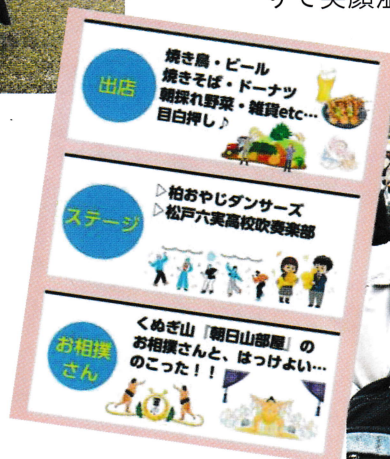 すで笑顔
出店
焼き鳥・ビール
焼きそば・ドーナツ
朝採れ野菜・雑貨etc…
目白押し♪
ステージ
▷柏おやじダンサーズ
▷松戸六実高校吹奏楽部
お相撲
さん
くぬぎ山『朝日山部屋』の
お相撲さんと、はっけよい…
のこった！！